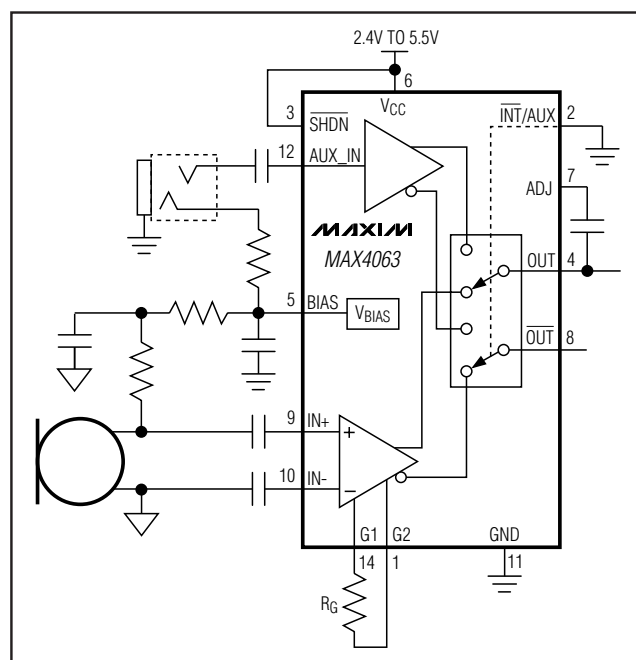 2.4V TO 5.5V
6
VCC
3
SHDN
INT/AUX
2
12
AUX_IN
ADJ
7
MAXIM
MAX4063
OUT
4
5
BIAS
VBIAS
OUT
8
9
IN+
+
10
IN-
−
G1
G2
GND
14
1
11
RG